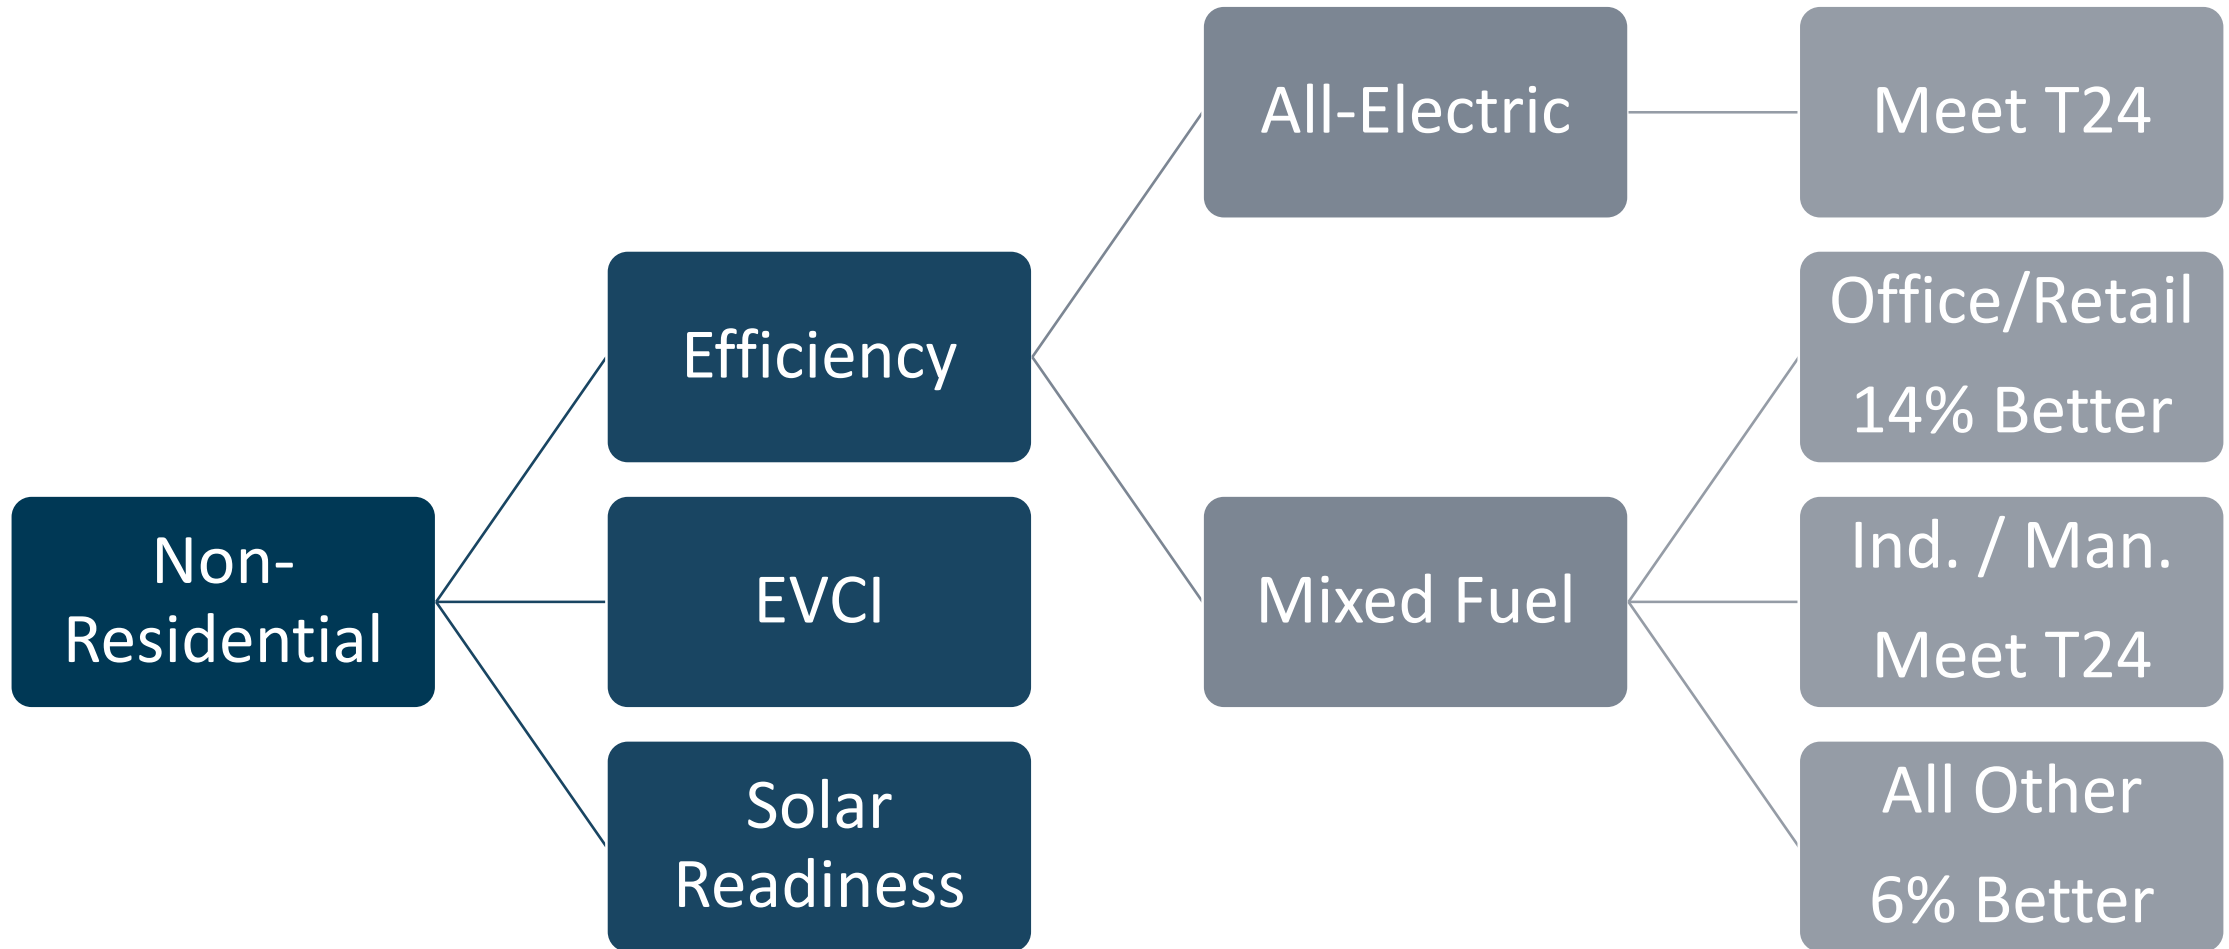 Non-
Residential
Efficiency
EVCI
Solar
Readiness
All-Electric
Mixed Fuel
Meet T24
Office/Retail
14% Better
Ind. / Man.
Meet T24
All Other
6% Better